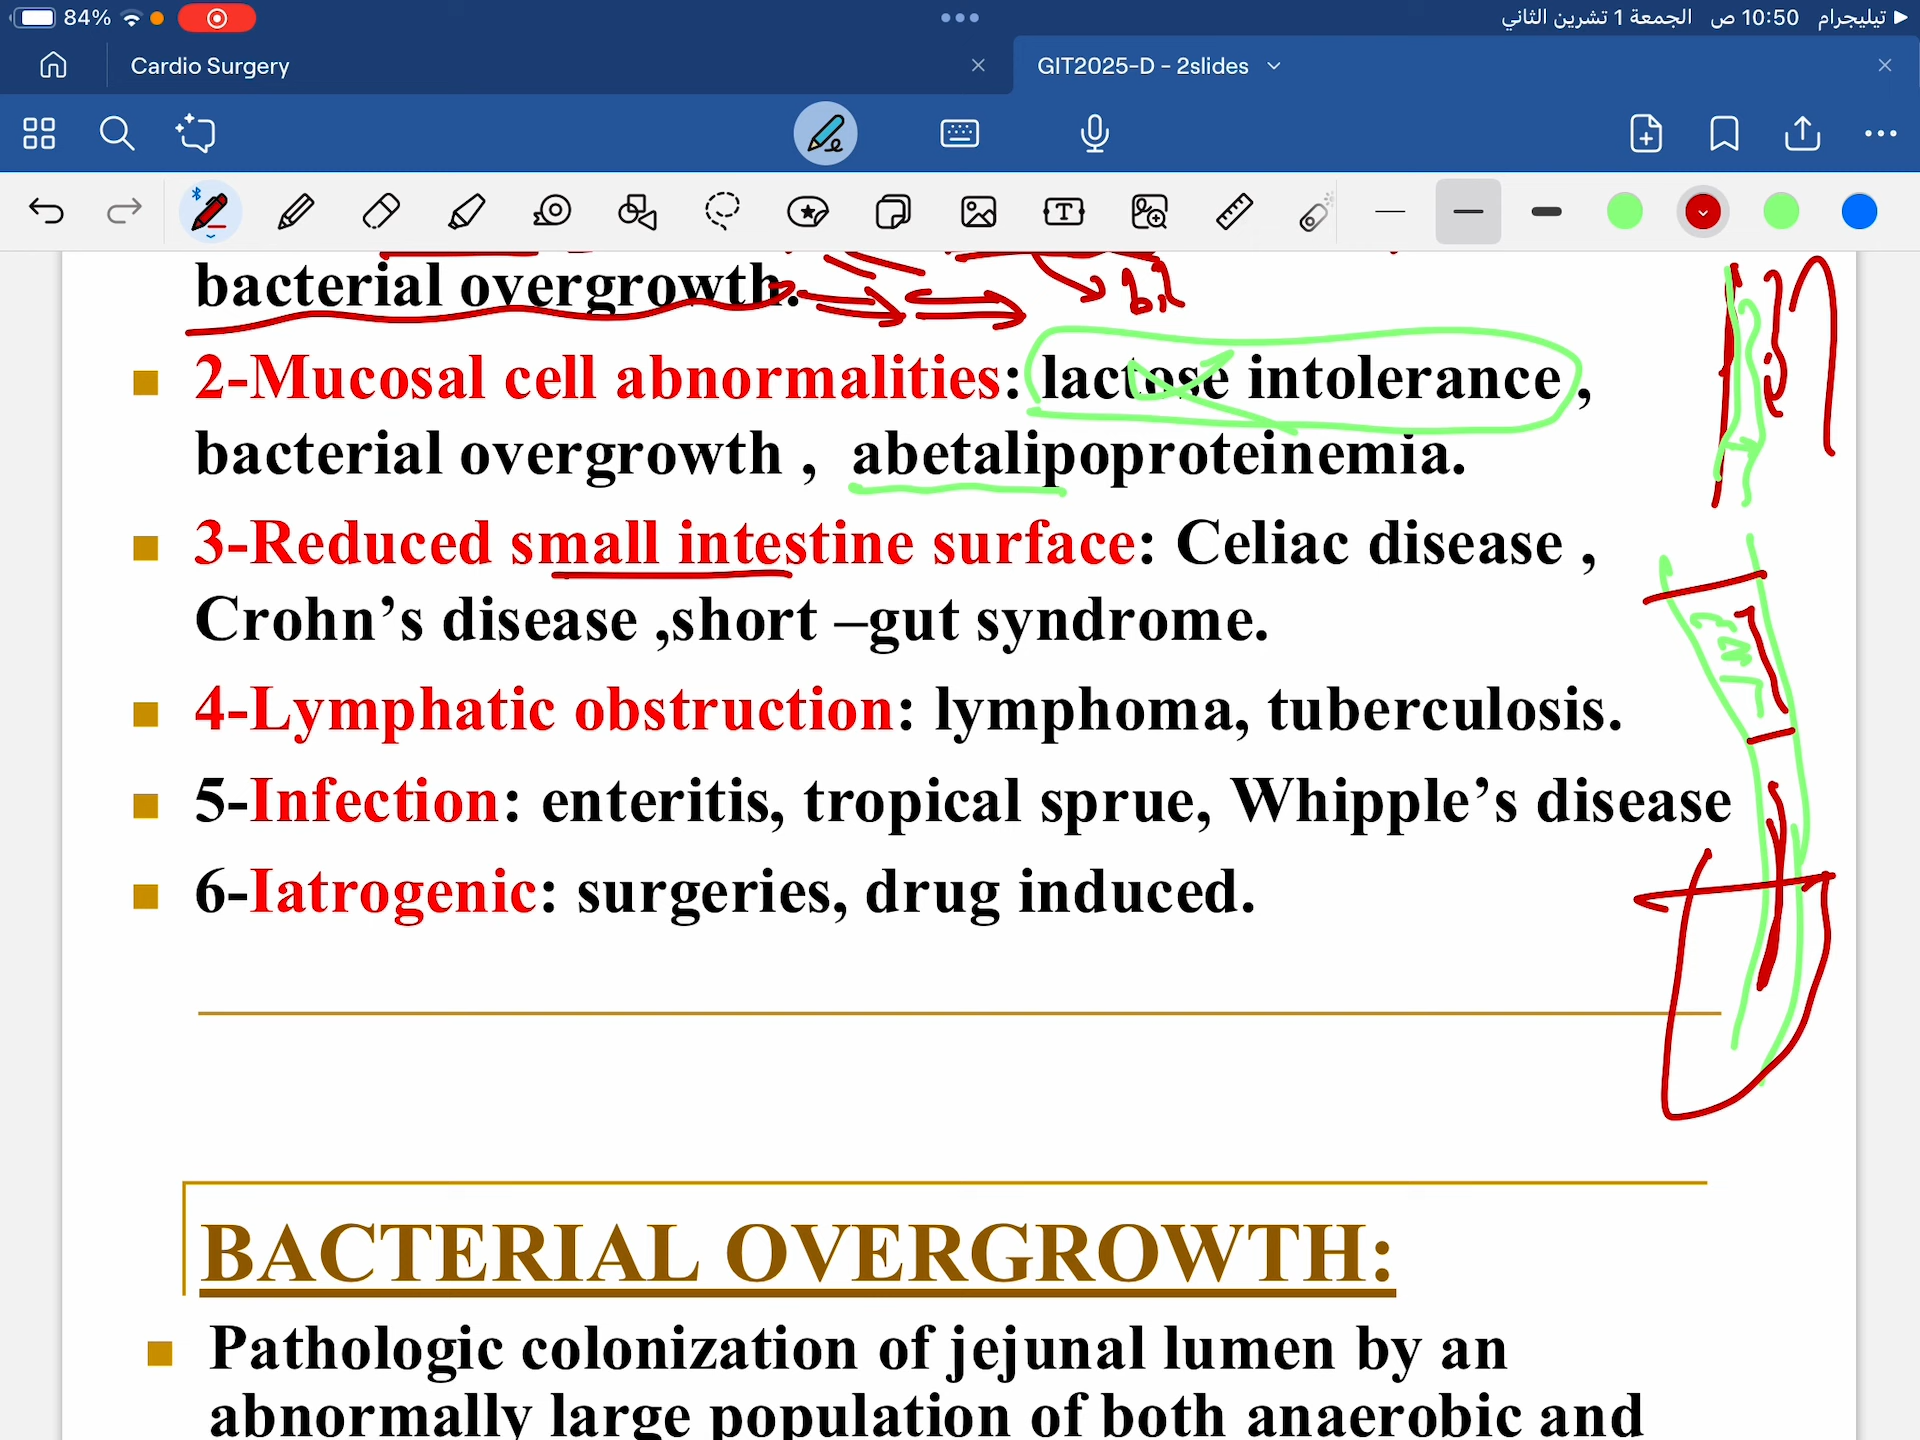 84%
الجمعة 1 تشرين الثاني 10:50 ص تيليجرام
Cardio Surgery
GIT2025-D - 2slides
bacterial overgrowth.
2-Mucosal cell abnormalities: lactose intolerance ,
bacterial overgrowth , abetalipoproteinemia.
3-Reduced small intestine surface: Celiac disease ,
Crohn’s disease ,short –gut syndrome.
4-Lymphatic obstruction: lymphoma, tuberculosis.
5-Infection: enteritis, tropical sprue, Whipple’s disease
6-Iatrogenic: surgeries, drug induced.
BACTERIAL OVERGROWTH:
Pathologic colonization of jejunal lumen by an
abnormally large population of both anaerobic and